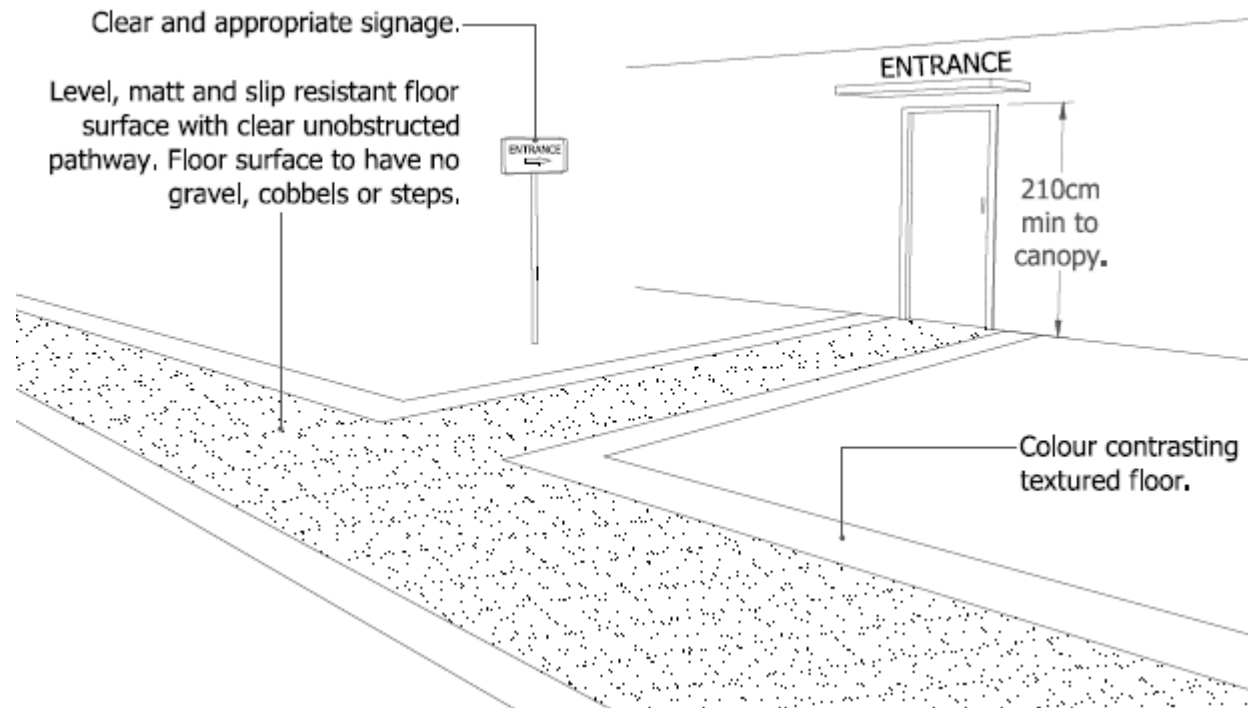 Clear and appropriate signage.
Level, matt and slip resistant floor
surface with clear unobstructed
pathway. Floor surface to have no
gravel, cobbels or steps.
ENTRANCE
ENTRANCE
210cm
min to
canopy.
Colour contrasting
textured floor.